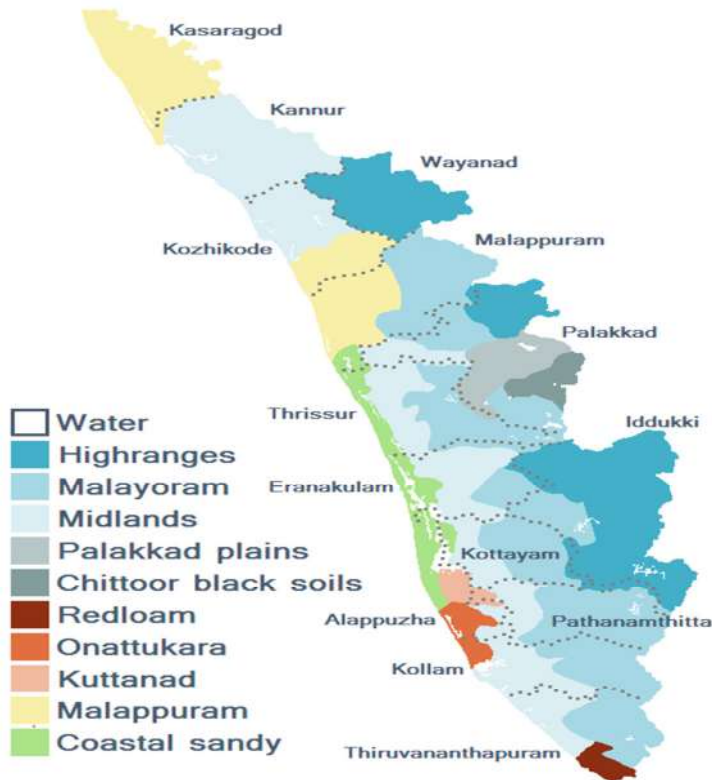 Kasaragod
Kannur
Wayanad
Kozhikode
Malappuram
Palakkad
Thrissur
Iddukki
Eranakulam
Kottayam
Alappuzha
Pathanamthitta
Kollam
Thiruvananthapuram
Water
Highranges
Malayoram
Midlands
Palakkad plains
Chittoor black soils
Redloam
Onattukara
Kuttanad
Malappuram
Coastal sandy